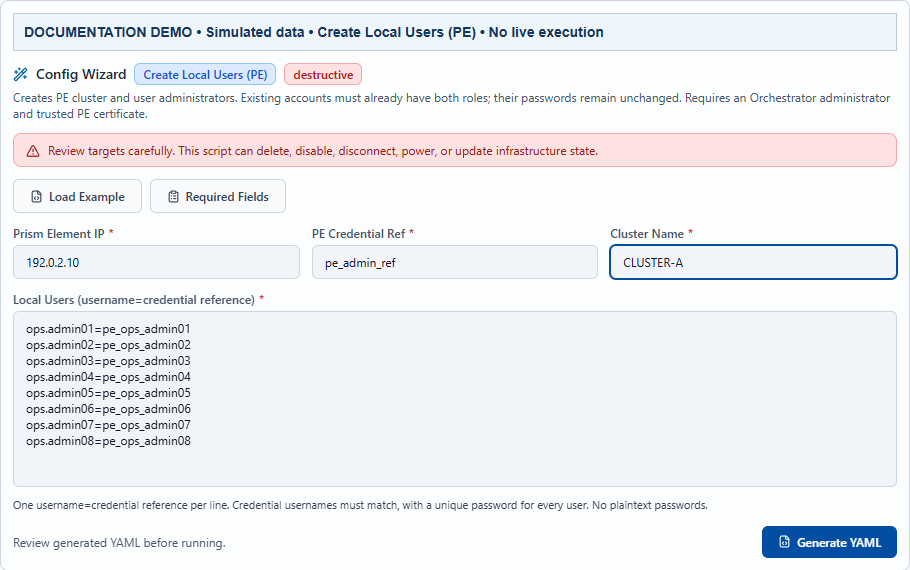 DOCUMENTATION DEMO • Simulated data • Create Local Users (PE) • No live execution
Config Wizard Create Local Users (PE) destructive
Creates PE cluster and user administrators. Existing accounts must already have both roles; their passwords remain unchanged. Requires an Orchestrator administrator
and trusted PE certificate.
Review targets carefully. This script can delete, disable, disconnect, power, or update infrastructure state.
Load Example Required Fields
Prism Element IP * PE Credential Ref * Cluster Name *
192.0.2.10 pe_admin_ref CLUSTER-A
Local Users (username=credential reference) *
ops.admin01=pe_ops_admin01
ops.admin02=pe_ops_admin02
ops.admin03=pe_ops_admin03
ops.admin04=pe_ops_admin04
ops.admin05=pe_ops_admin05
ops.admin06=pe_ops_admin06
ops.admin07=pe_ops_admin07
ops.admin08=pe_ops_admin08
One username=credential reference per line. Credential usernames must match, with a unique password for every user. No plaintext passwords.
Review generated YAML before running. Generate YAML